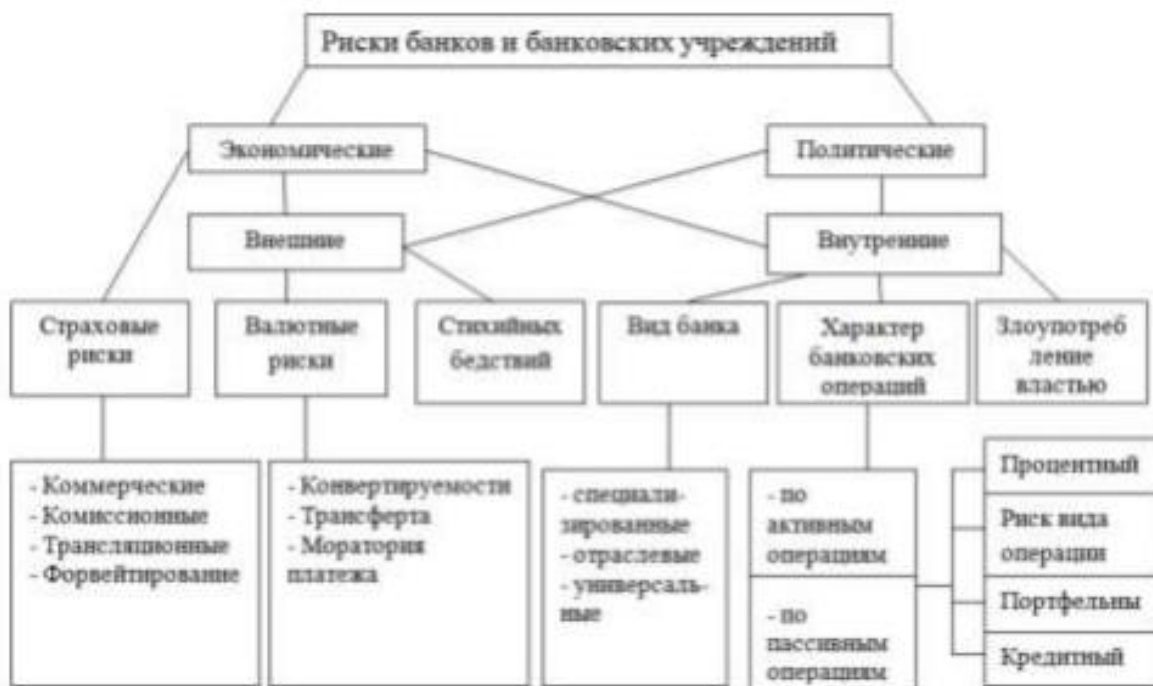 Риски банков и банковских учреждений
Экономические
Политические
Внешние
Внутренние
Страховые
риски
Валютные
риски
Стихийных
бедствий
Вид банка
Характер
банковских
операций
Злоупотреб
ление
властью
- Коммерческие
- Комиссионные
- Трансляционные
- Форвейтирование
- Конвертируемости
- Трансферта
- Моратория
платежа
- специали-
зированные
- отраслевые
- универсаль-
ные
- по
активным
операциям
- по
пассивным
операциям
Процентный
Риск вида
операции
Портфельны
Кредитный